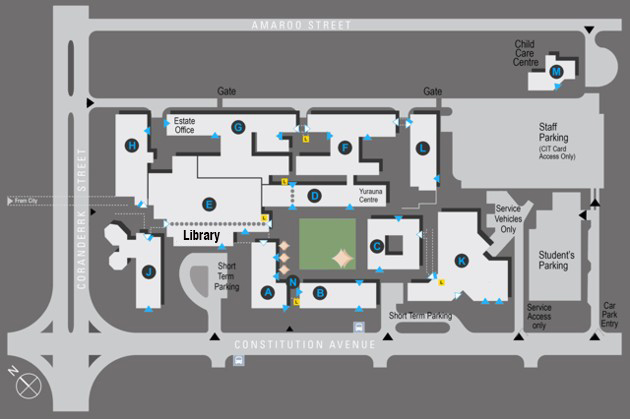 AMAROO STREET
Child
Care
Centre
M
Gate
Gate
Estate
Office
G
H
F
L
Staff
Parking
(CIT Card
Access Only)
E
D
Yurauna
Centre
From City
CORANDERRK STREET
Library
Service
Vehicles
Only
C
K
J
Short
Term
Parking
A
N
B
Student's
Parking
Short Term Parking
Service
Access
only
Car
Park
Entry
CONSTITUTION AVENUE
N
L
L
L
L
L